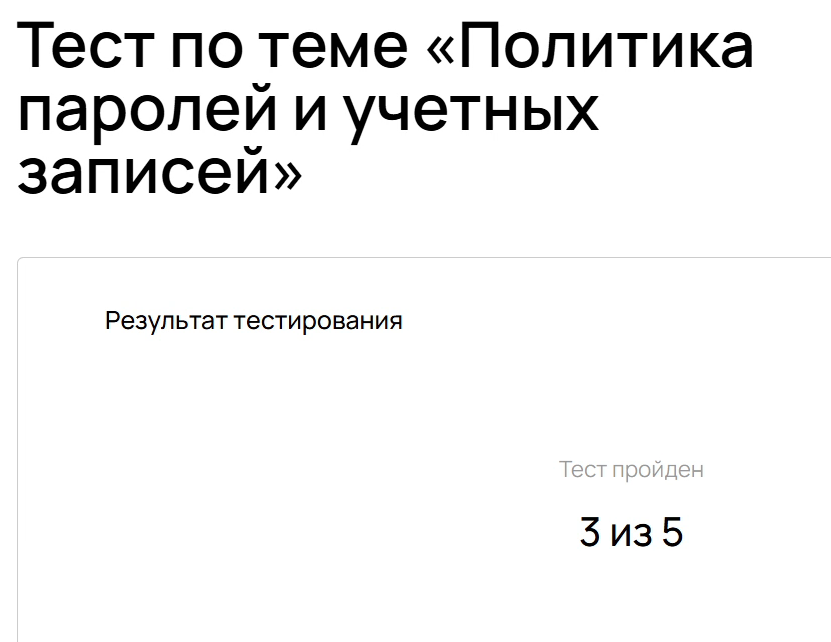 Тест по теме «Политика
паролей и учетных
записей»
Результат тестирования
Тест пройден
3 из 5